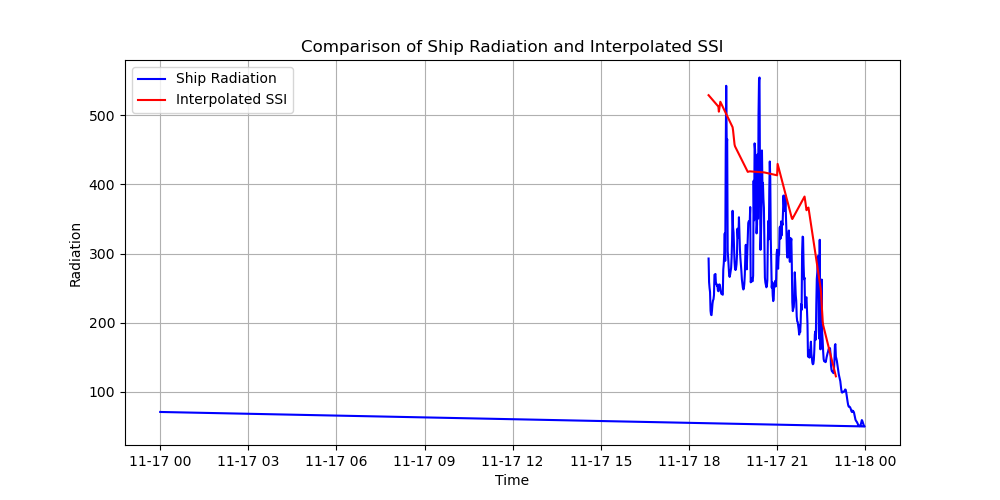 Comparison of Ship Radiation and Interpolated SSI
Ship Radiation
Interpolated SSI
Radiation
500
400
300
200
100
11-17 00 11-17 03 11-17 06 11-17 09 11-17 12 11-17 15 11-17 18 11-17 21 11-18 00
Time